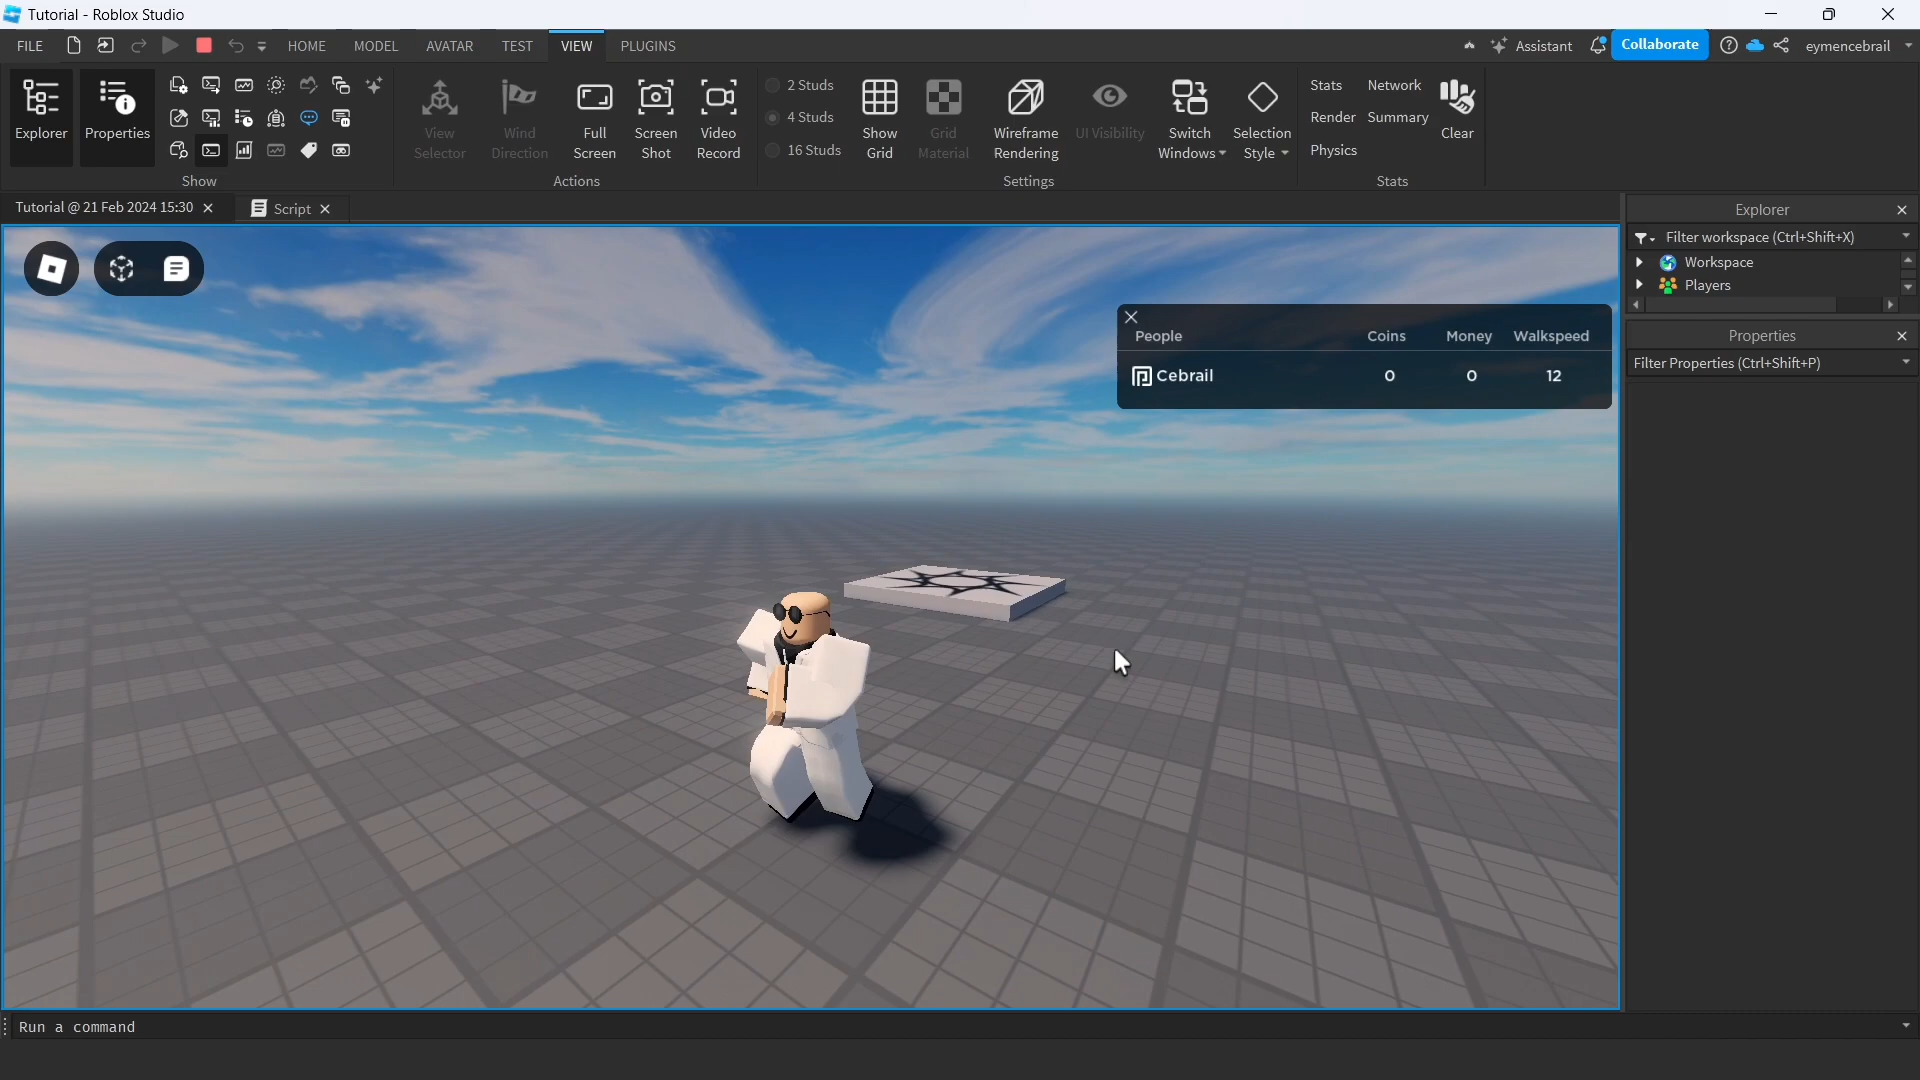 Tutorial - Roblox Studio
FILE HOME MODEL AVATAR TEST VIEW PLUGINS Assistant Collaborate eymencebrail
Explorer Properties
Show
View Selector
Wind Direction
Full Screen
Screen Shot
Video Record
Actions
2 Studs
4 Studs
16 Studs
Show Grid
Grid Material
Wireframe Rendering
UI Visibility
Switch Windows
Selection Style
Settings
Stats Network
Render Summary
Physics
Clear
Stats
Tutorial @ 21 Feb 2024 15:30 Script
Explorer
Filter workspace (Ctrl+Shift+X)
Workspace
Players
Properties
Filter Properties (Ctrl+Shift+P)
People Coins Money Walkspeed
Cebrail 0 0 12
Run a command